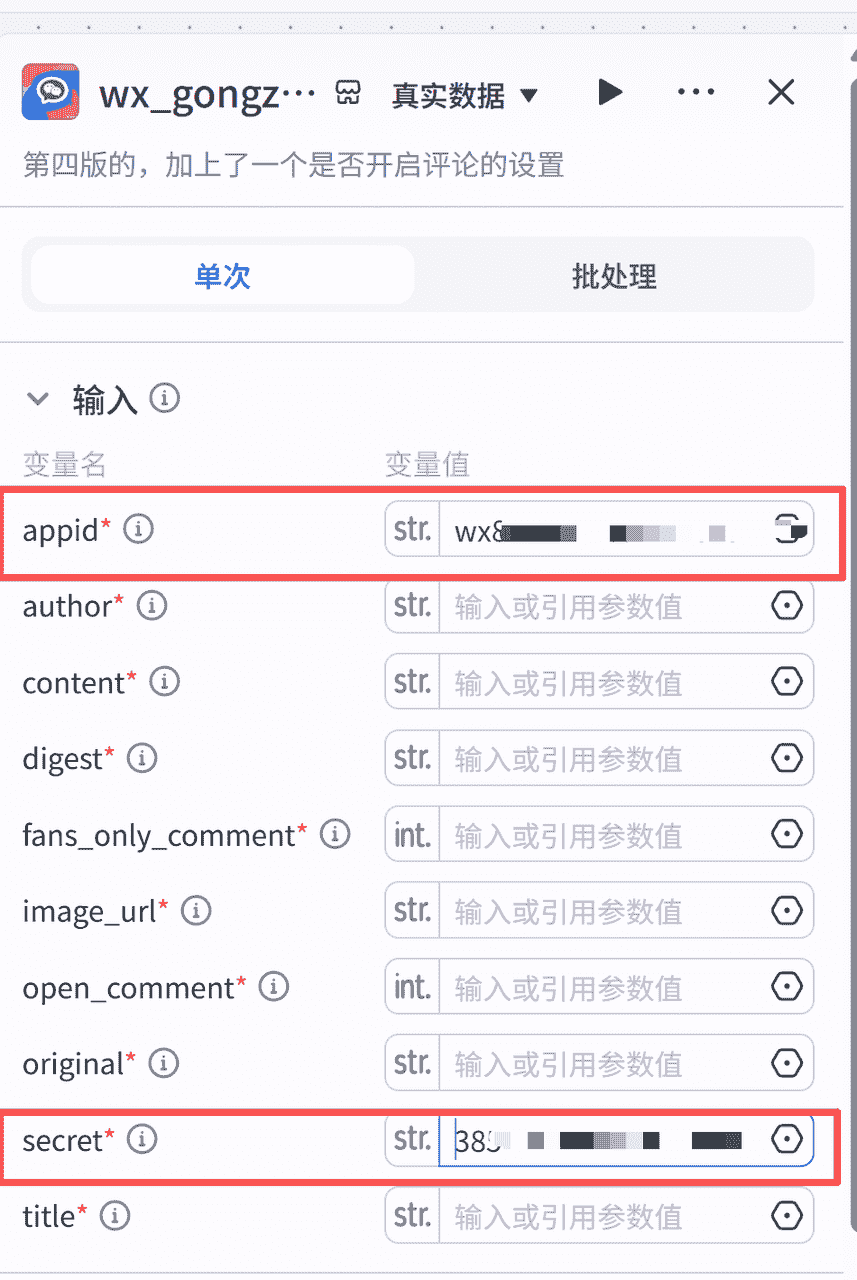 wx_gongz··· 真实数据
第四版的，加上了一个是否开启评论的设置
单次 批处理
输入
变量名 变量值
appid* str. wx8
author* str. 输入或引用参数值
content* str. 输入或引用参数值
digest* str. 输入或引用参数值
fans_only_comment* int. 输入或引用参数值
image_url* str. 输入或引用参数值
open_comment* int. 输入或引用参数值
original* str. 输入或引用参数值
secret* str. 385
title* str. 输入或引用参数值